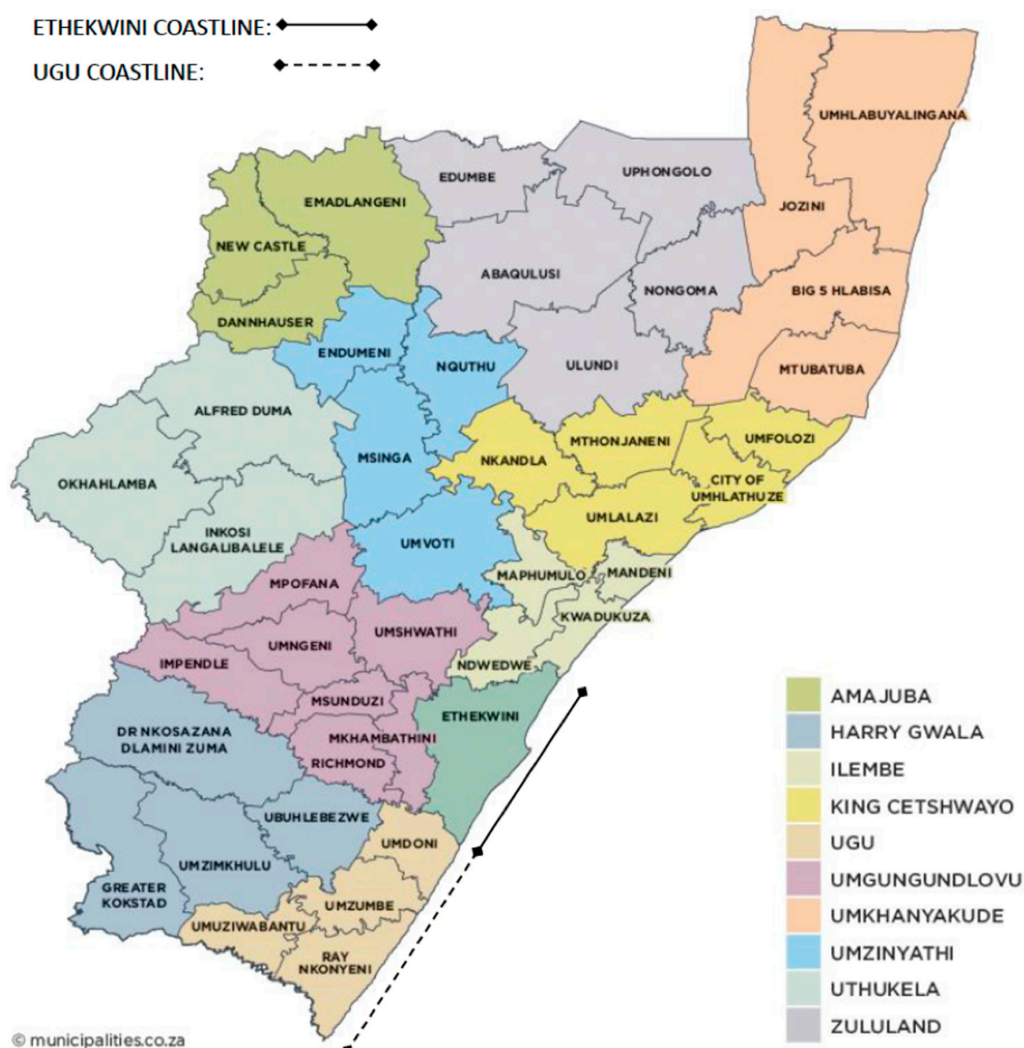 ETHEKWINI COASTLINE:
UGU COASTLINE:
UMHLABUYALINGANA
EDUMBE
UPHONGOLO
EMADLANGENI
JOZINI
NEW CASTLE
ABAQULUSI
NONGOMA
BIG 5 HLABISA
DANNHAUSER
ENDUMENI
NQUTHU
ULUNDI
MTUBATUBA
ALFRED DUMA
MTHONJANENI
UMFOLOZI
MSINGA
NKANDLA
OKHAHLAMBA
CITY OF
UMHLATHUZE
UMLALAZI
INKOSI
LANGALIBALELE
UMVOTI
MAPHUMULO
MANDENI
MPOFANA
KWADUKUZA
UMSHWATHI
UMNGENI
IMPENDLE
NDWEDWE
MSUNDUZI
ETHEKWINI
DR NKOSAZANA
DLAMINI ZUMA
MKHAMBATHINI
RICHMOND
UBUHLEBEZWE
UMDONI
UMZIMKHULU
GREATER
KOKSTAD
UMZUMBE
UMUZIWABANTU
RAY
NKONYENI
AMAJUBA
HARRY GWALA
ILEMBE
KING CETSHWAYO
UGU
UMGUNGUNDLOVU
UMKHANYAKUDE
UMZINYATHI
UTHUKELA
ZULULAND
© municipalities.co.za